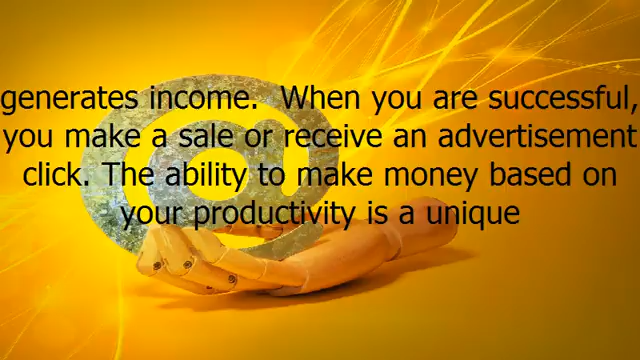 generates income.  When you are successful,
you make a sale or receive an advertisement
click. The ability to make money based on
your productivity is a unique